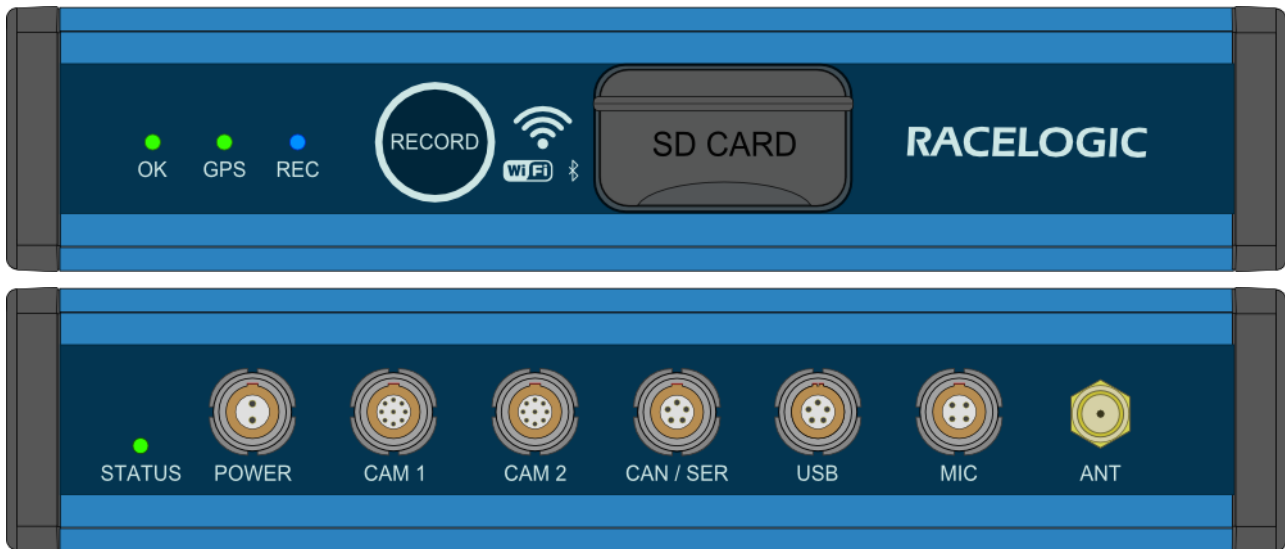 RECORD
SD CARD
RACELOGIC
OK GPS REC
WiFi
STATUS POWER CAM 1 CAM 2 CAN / SER USB MIC ANT